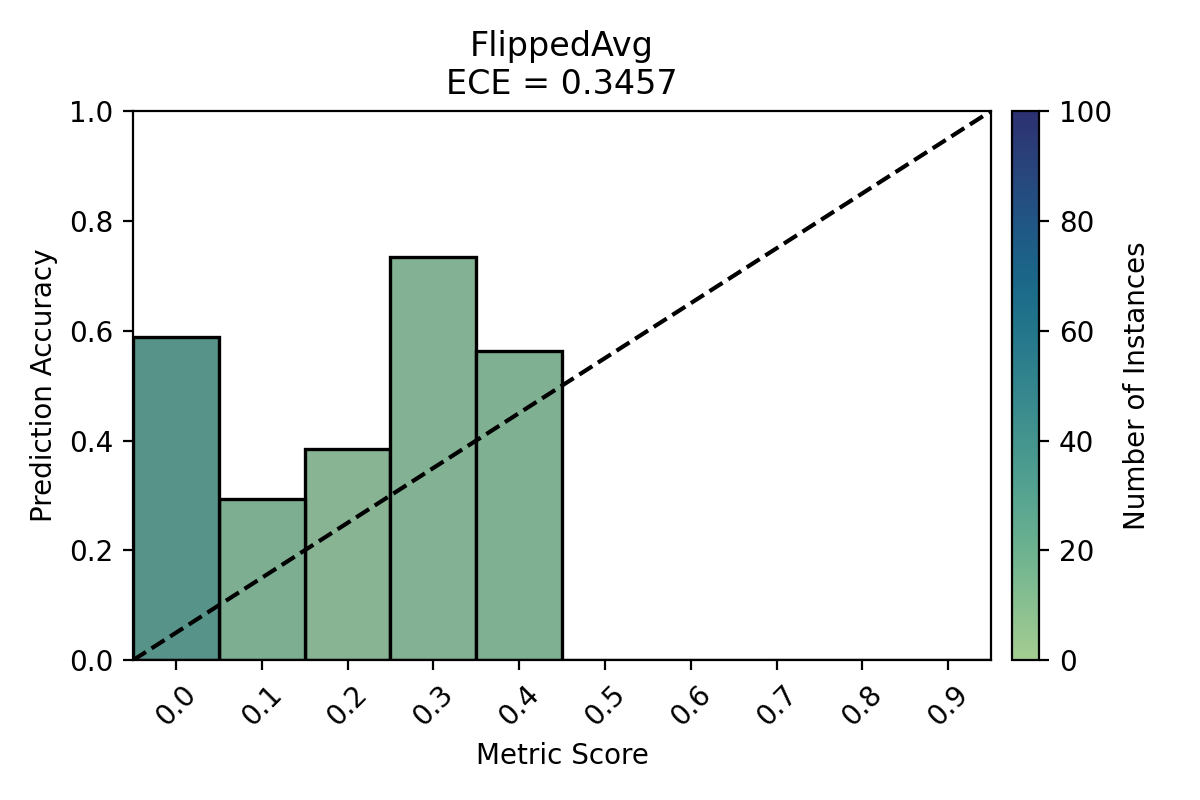 FlippedAvg
ECE = 0.3457
1.0
0.8
0.6
0.4
0.2
0.0
Prediction Accuracy
0.0 0.1 0.2 0.3 0.4 0.5 0.6 0.7 0.8 0.9
Metric Score
100
80
60
40
20
0
Number of Instances